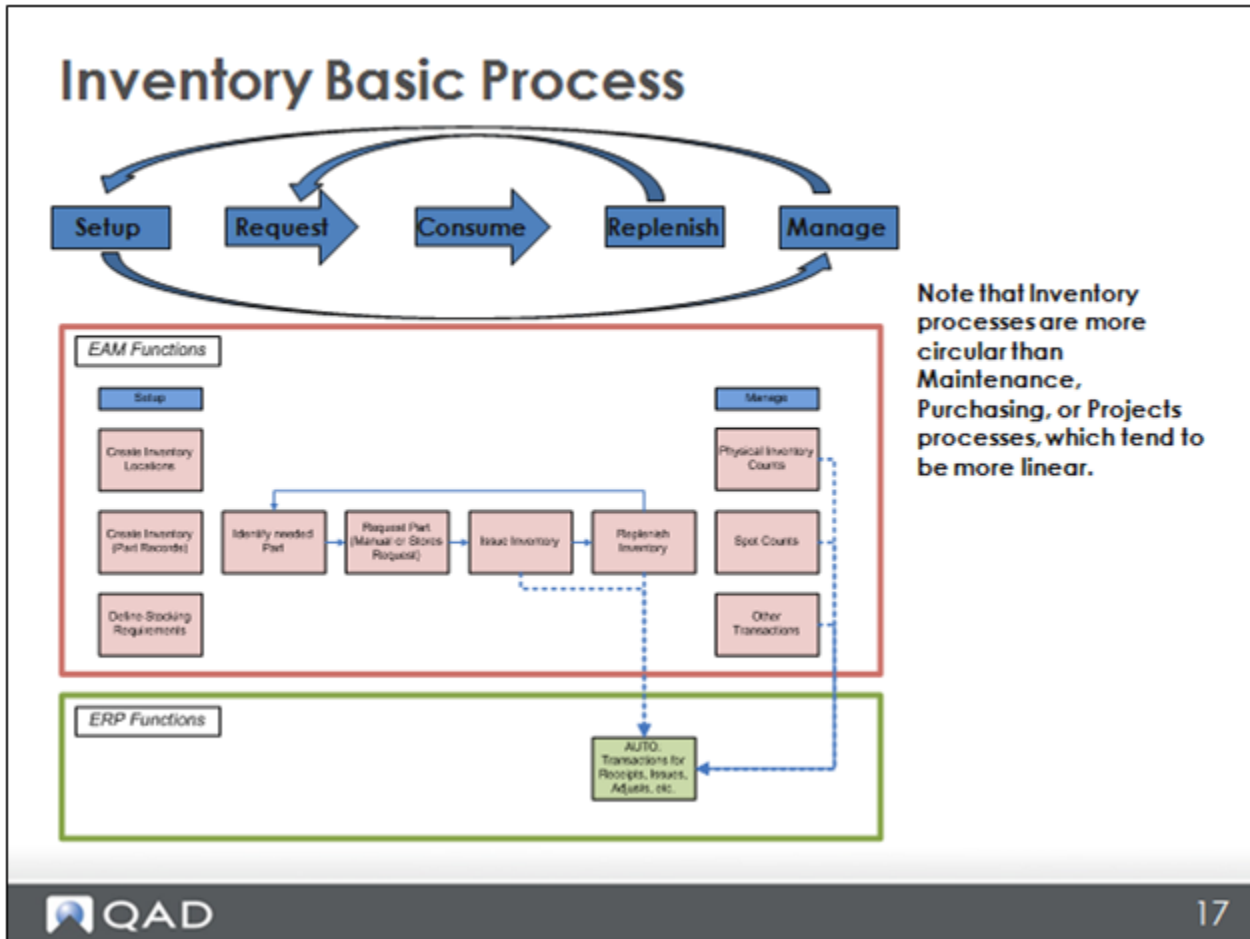 Inventory Basic Process
Setup
Request
Consume
Replenish
Manage
Note that Inventory
processes are more
circular than
Maintenance,
Purchasing, or Projects
processes, which tend to
be more linear.
EAM Functions
Setup
Manage
Create Inventory
Locations
Physical Inventory
Counts
Create Inventory
(Part Records)
Identify needed
Part
Request Part
(Manual or Stores
Request)
Issue Inventory
Replenish
Inventory
Spot Counts
Define Stocking
Requirements
Other
Transactions
ERP Functions
AUTO.
Transactions for
Receipts, Issues,
Adjusts, etc.
QAD
17